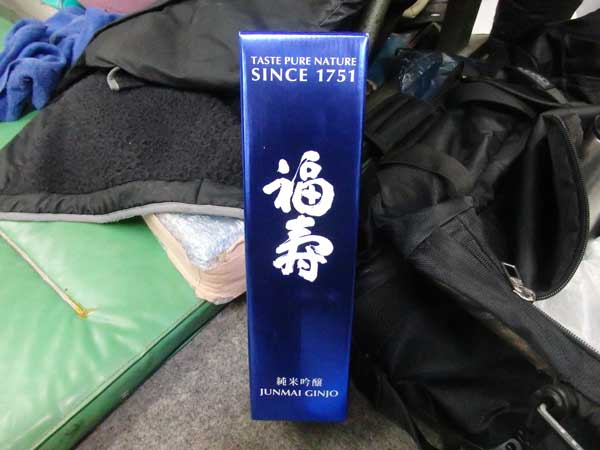 TASTE PURE NATURE
SINCE 1751
福寿
純米吟醸
JUNMAI GINJO